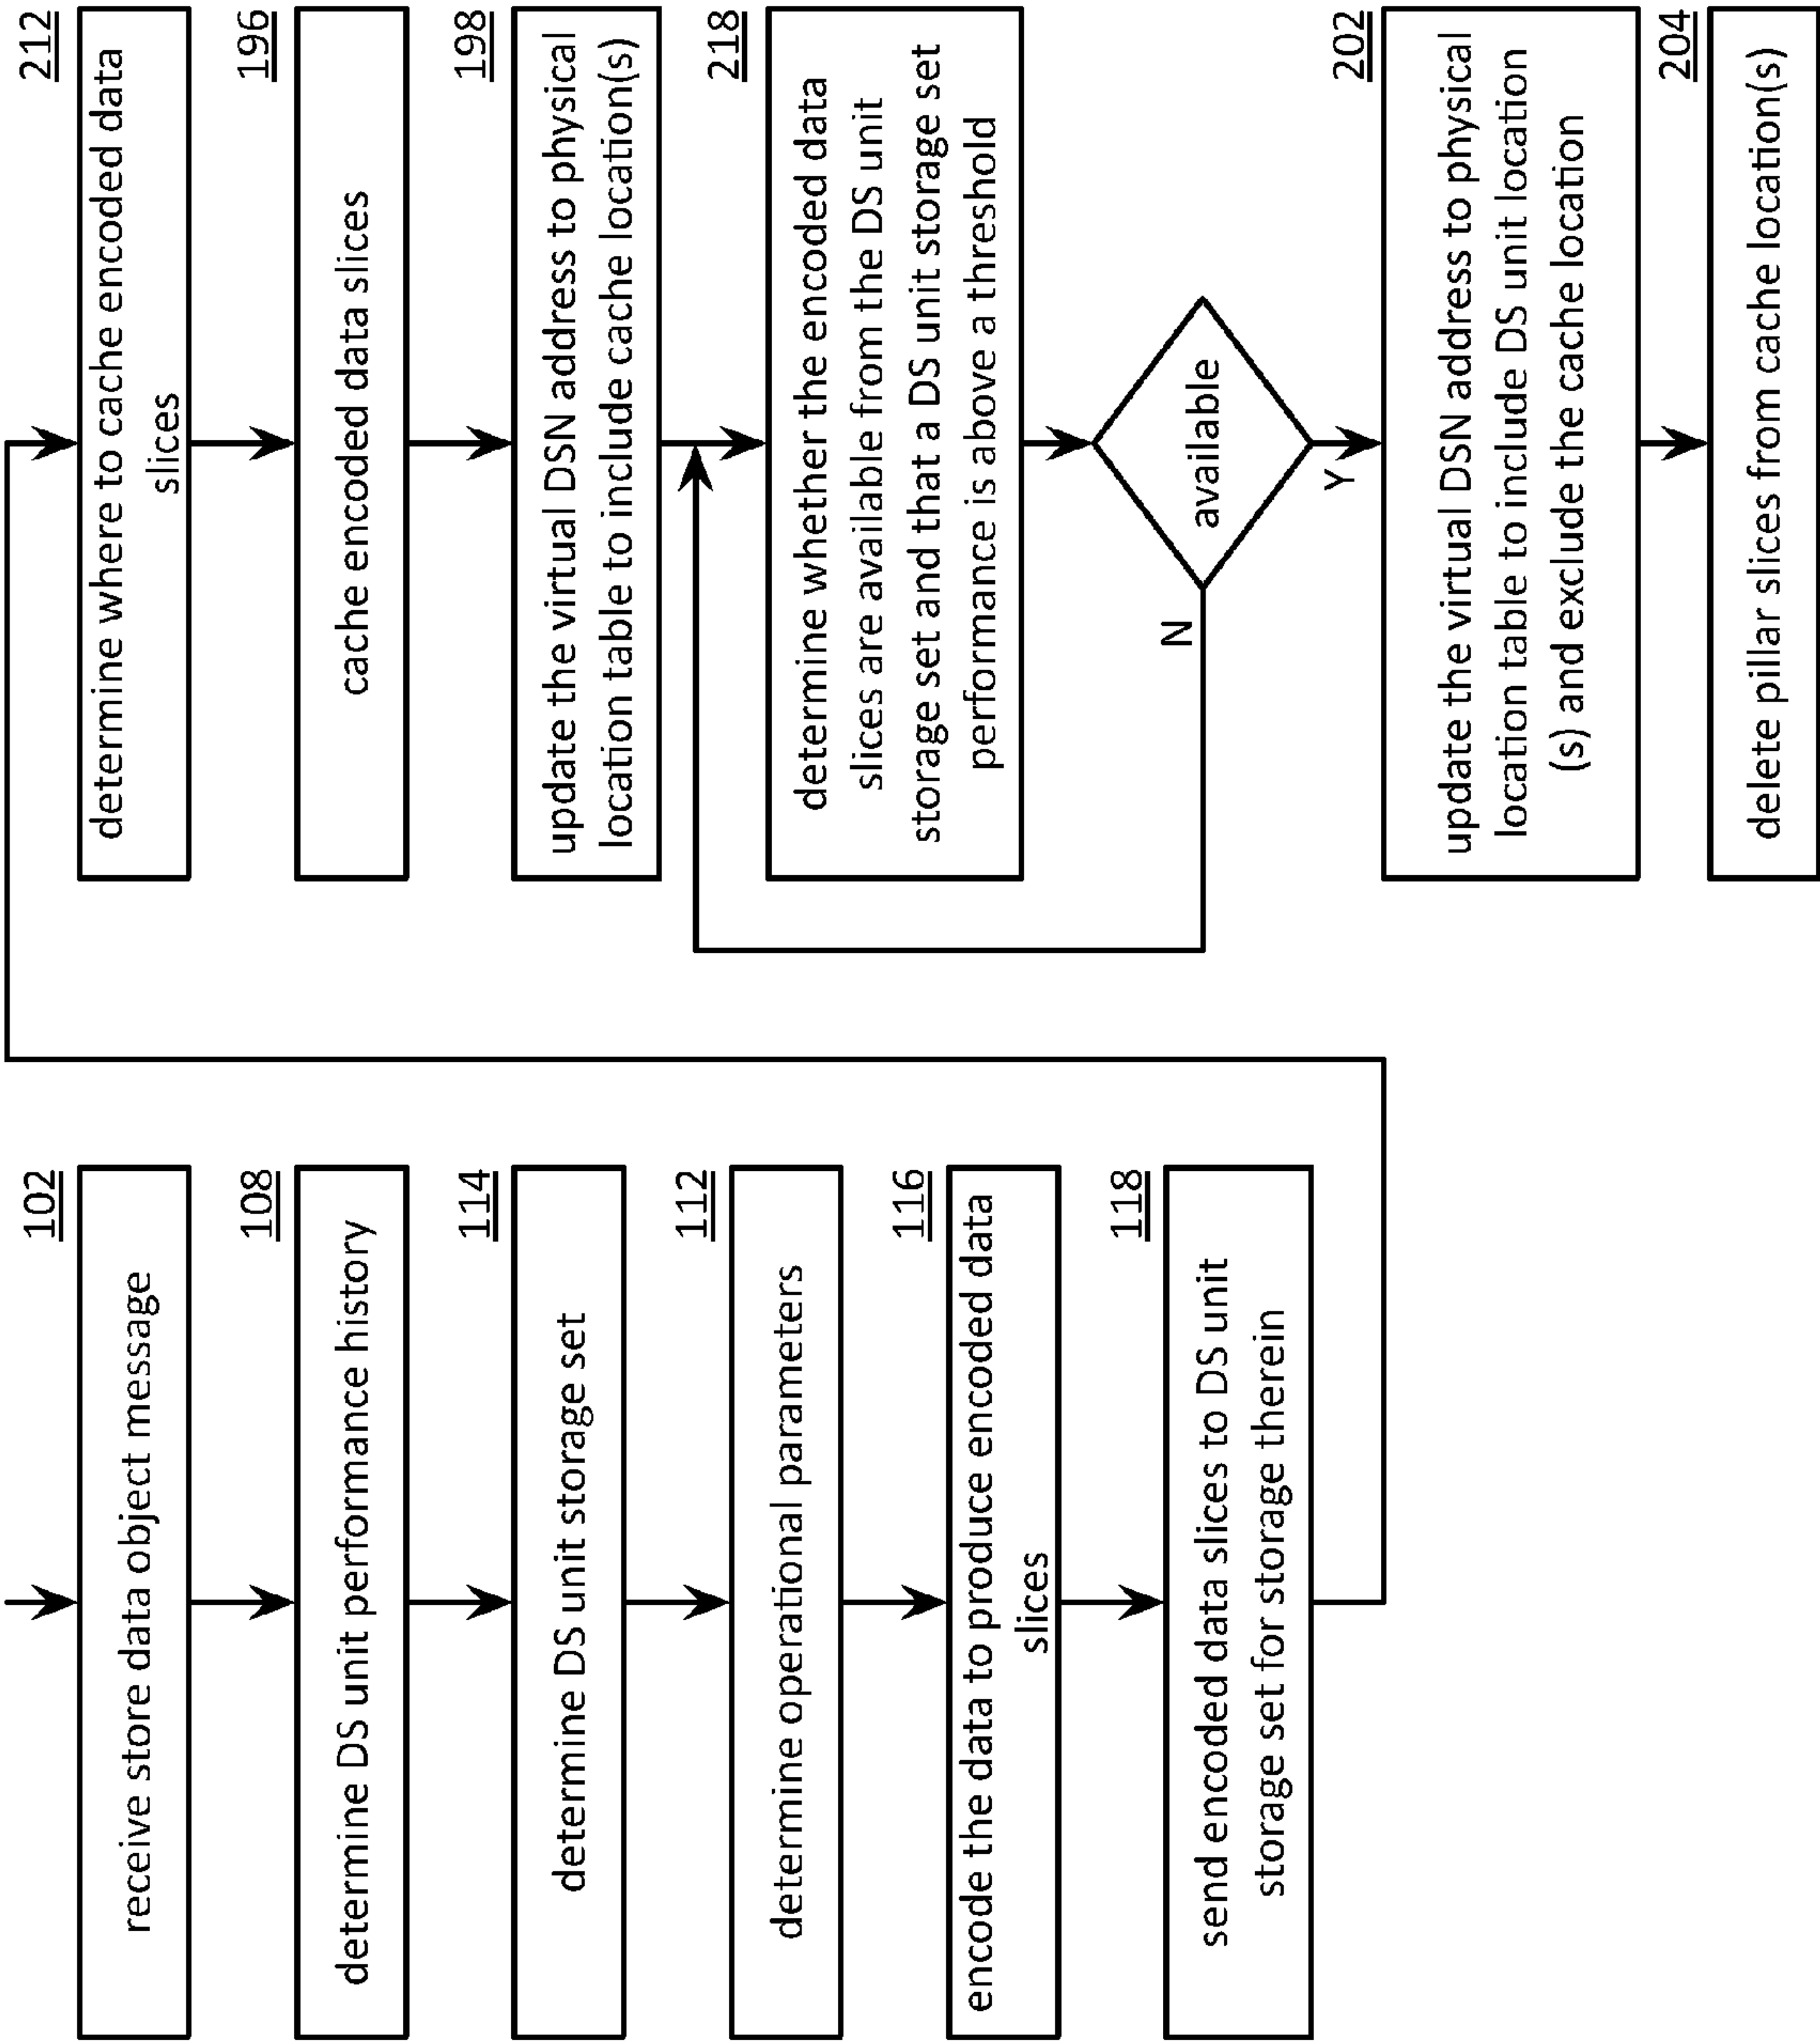 102
receive store data object message
108
determine DS unit performance history
114
determine DS unit storage set
112
determine operational parameters
116
encode the data to produce encoded data
slices
118
send encoded data slices to DS unit
storage set for storage therein
212
determine where to cache encoded data
slices
196
cache encoded data slices
198
update the virtual DSN address to physical
location table to include cache location(s)
218
determine whether the encoded data
slices are available from the DS unit
storage set and that a DS unit storage set
performance is above a threshold
available
N
Y
202
update the virtual DSN address to physical
location table to include DS unit location
(s) and exclude the cache location
204
delete pillar slices from cache location(s)